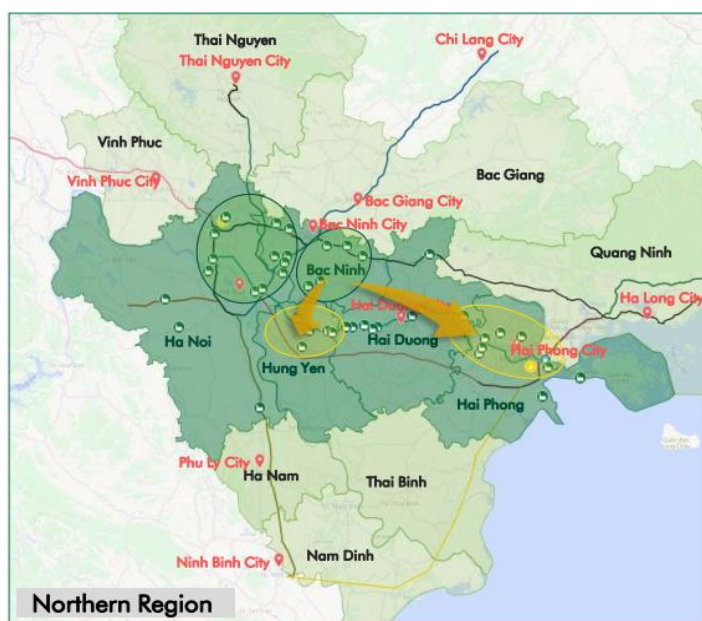 Thai Nguyen
Thai Nguyen City
Chi Lang City
Vinh Phuc
Vinh Phuc City
Bac Giang
Bac Giang City
Bac Ninh City
Quang Ninh
Bac Ninh
Ha Long City
Ha Noi
Hai Duong
Hung Yen
Hai Phong City
Hai Phong
Phu Ly City
Ha Nam
Thai Binh
Ninh Binh City
Nam Dinh
Northern Region